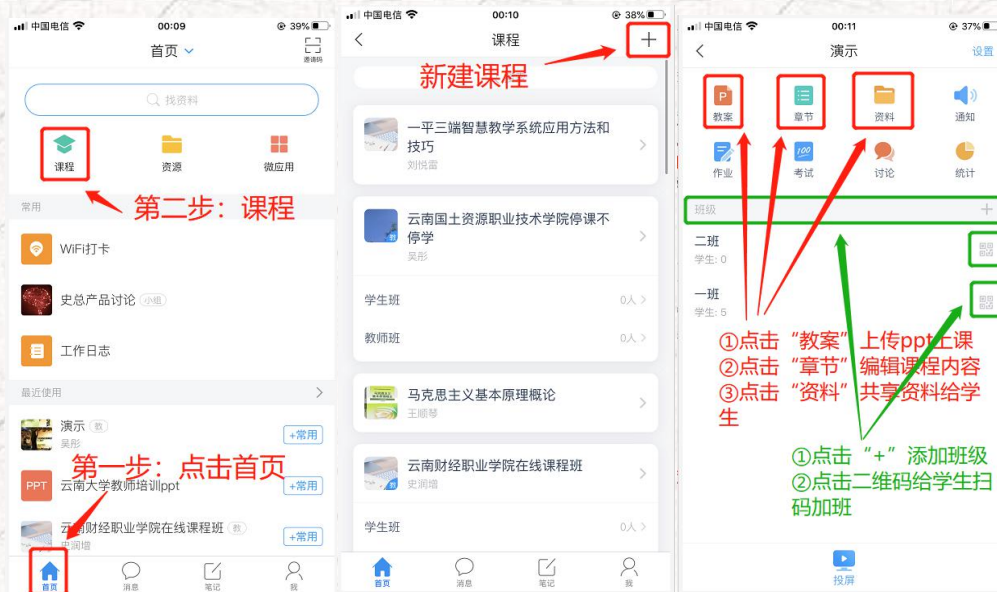 中国电信 00:09 39%
首页
邀请码
找资料
课程 资源 微应用
第二步：课程
常用
WiFi打卡
史总产品讨论 小组
工作日志
最近使用
演示 教
吴彤
+常用
第一步：点击首页
PPT 云南大学教师培训ppt
+常用
云南财经职业学院在线课程班 教
史润增
+常用
首页 消息 笔记 我
中国电信 00:10 38%
课程
新建课程
一平三端智慧教学系统应用方法和
技巧
刘悦雷
云南国土资源职业技术学院停课不
停学
吴彤
学生班 0人
教师班 0人
马克思主义基本原理概论
王顺琴
云南财经职业学院在线课程班
史润增
学生班 0人
首页 消息 笔记 我
中国电信 00:11 37%
演示 设置
教案 章节 资料 通知
作业 考试 讨论 统计
班级 +
二班
学生: 0
一班
学生: 5
①点击“教案”上传ppt上课
②点击“章节”编辑课程内容
③点击“资料”共享资料给学
生
①点击“+”添加班级
②点击二维码给学生扫
码加班
投屏